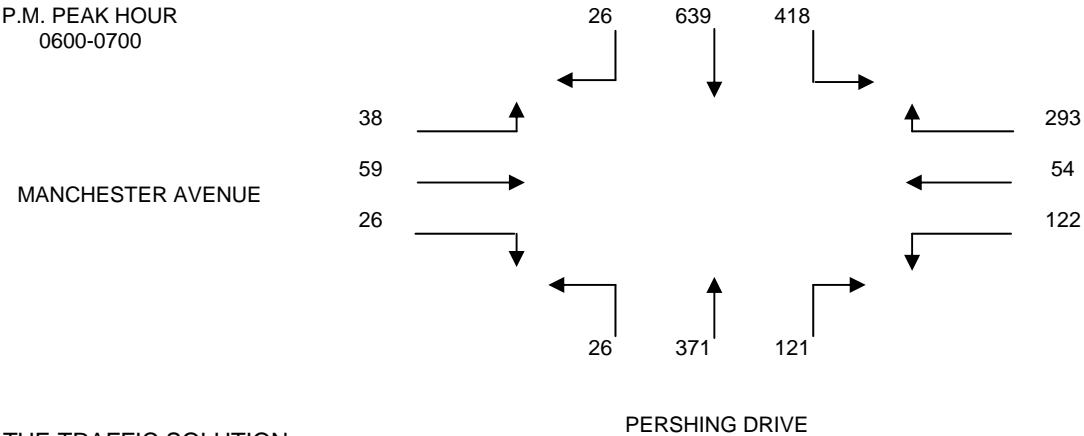 P.M. PEAK HOUR 26 639 418
0600-0700
38 293
59 54
MANCHESTER AVENUE
26 122
26 371 121
PERSHING DRIVE
THE TRAFFIC SOLUTION